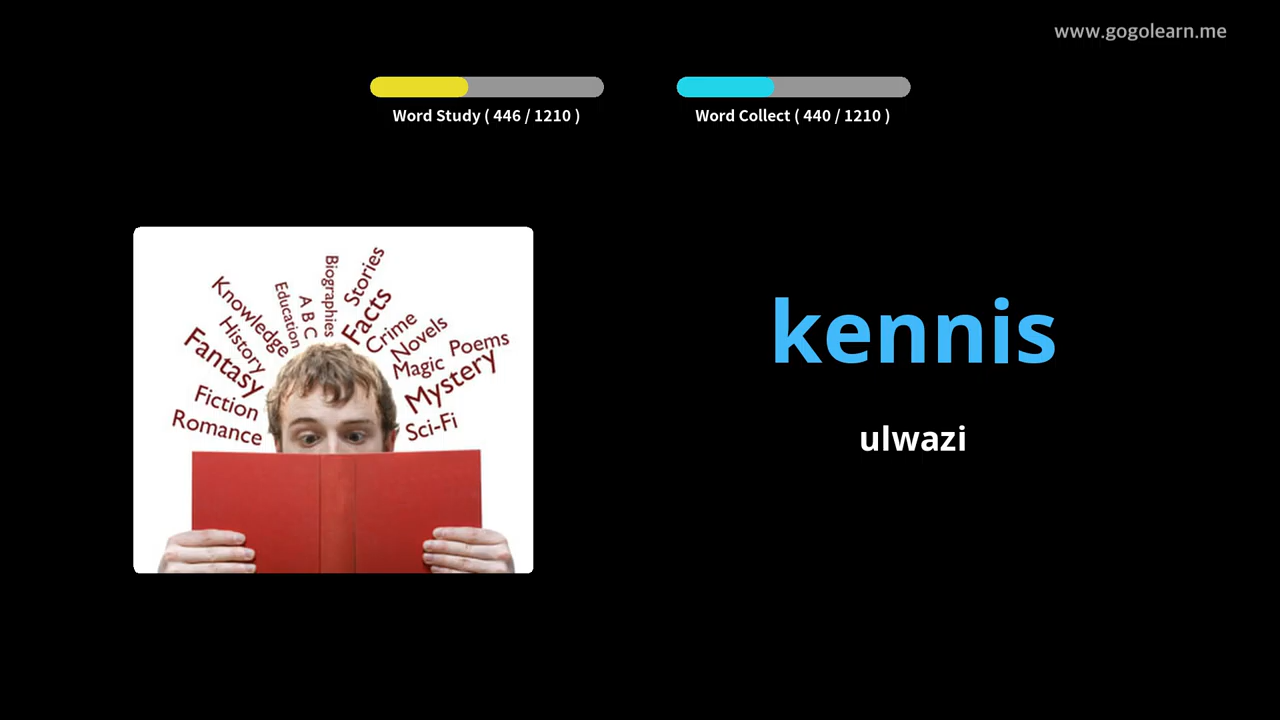 www.gogolearn.me
Word Study ( 446 / 1210 )
Word Collect ( 440 / 1210 )
Biographies
Stories
Education
A B C
Facts
Knowledge
Crime
History
Novels
Fantasy
Magic
Poems
Mystery
Fiction
Romance
Sci-Fi
kennis
ulwazi